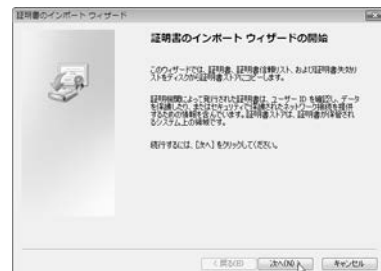 証明書のインポート ウィザード
証明書のインポート ウィザードの開始
このウィザードでは、証明書、証明書信頼リスト、および証明書失効リ
ストをディスクから証明書ストアにコピーします。
証明機関によって発行された証明書は、ユーザー ID を確認し、データ
を保護したり、またはセキュリティで保護されたネットワーク接続を提供
するための情報を含んでいます。証明書ストアは、証明書が保管され
るシステム上の領域です。
続行するには、[次へ] をクリックしてください。
< 戻る(B)
次へ(N) >
キャンセル